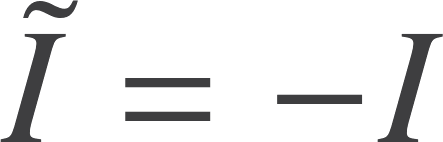 Ĩ = −I